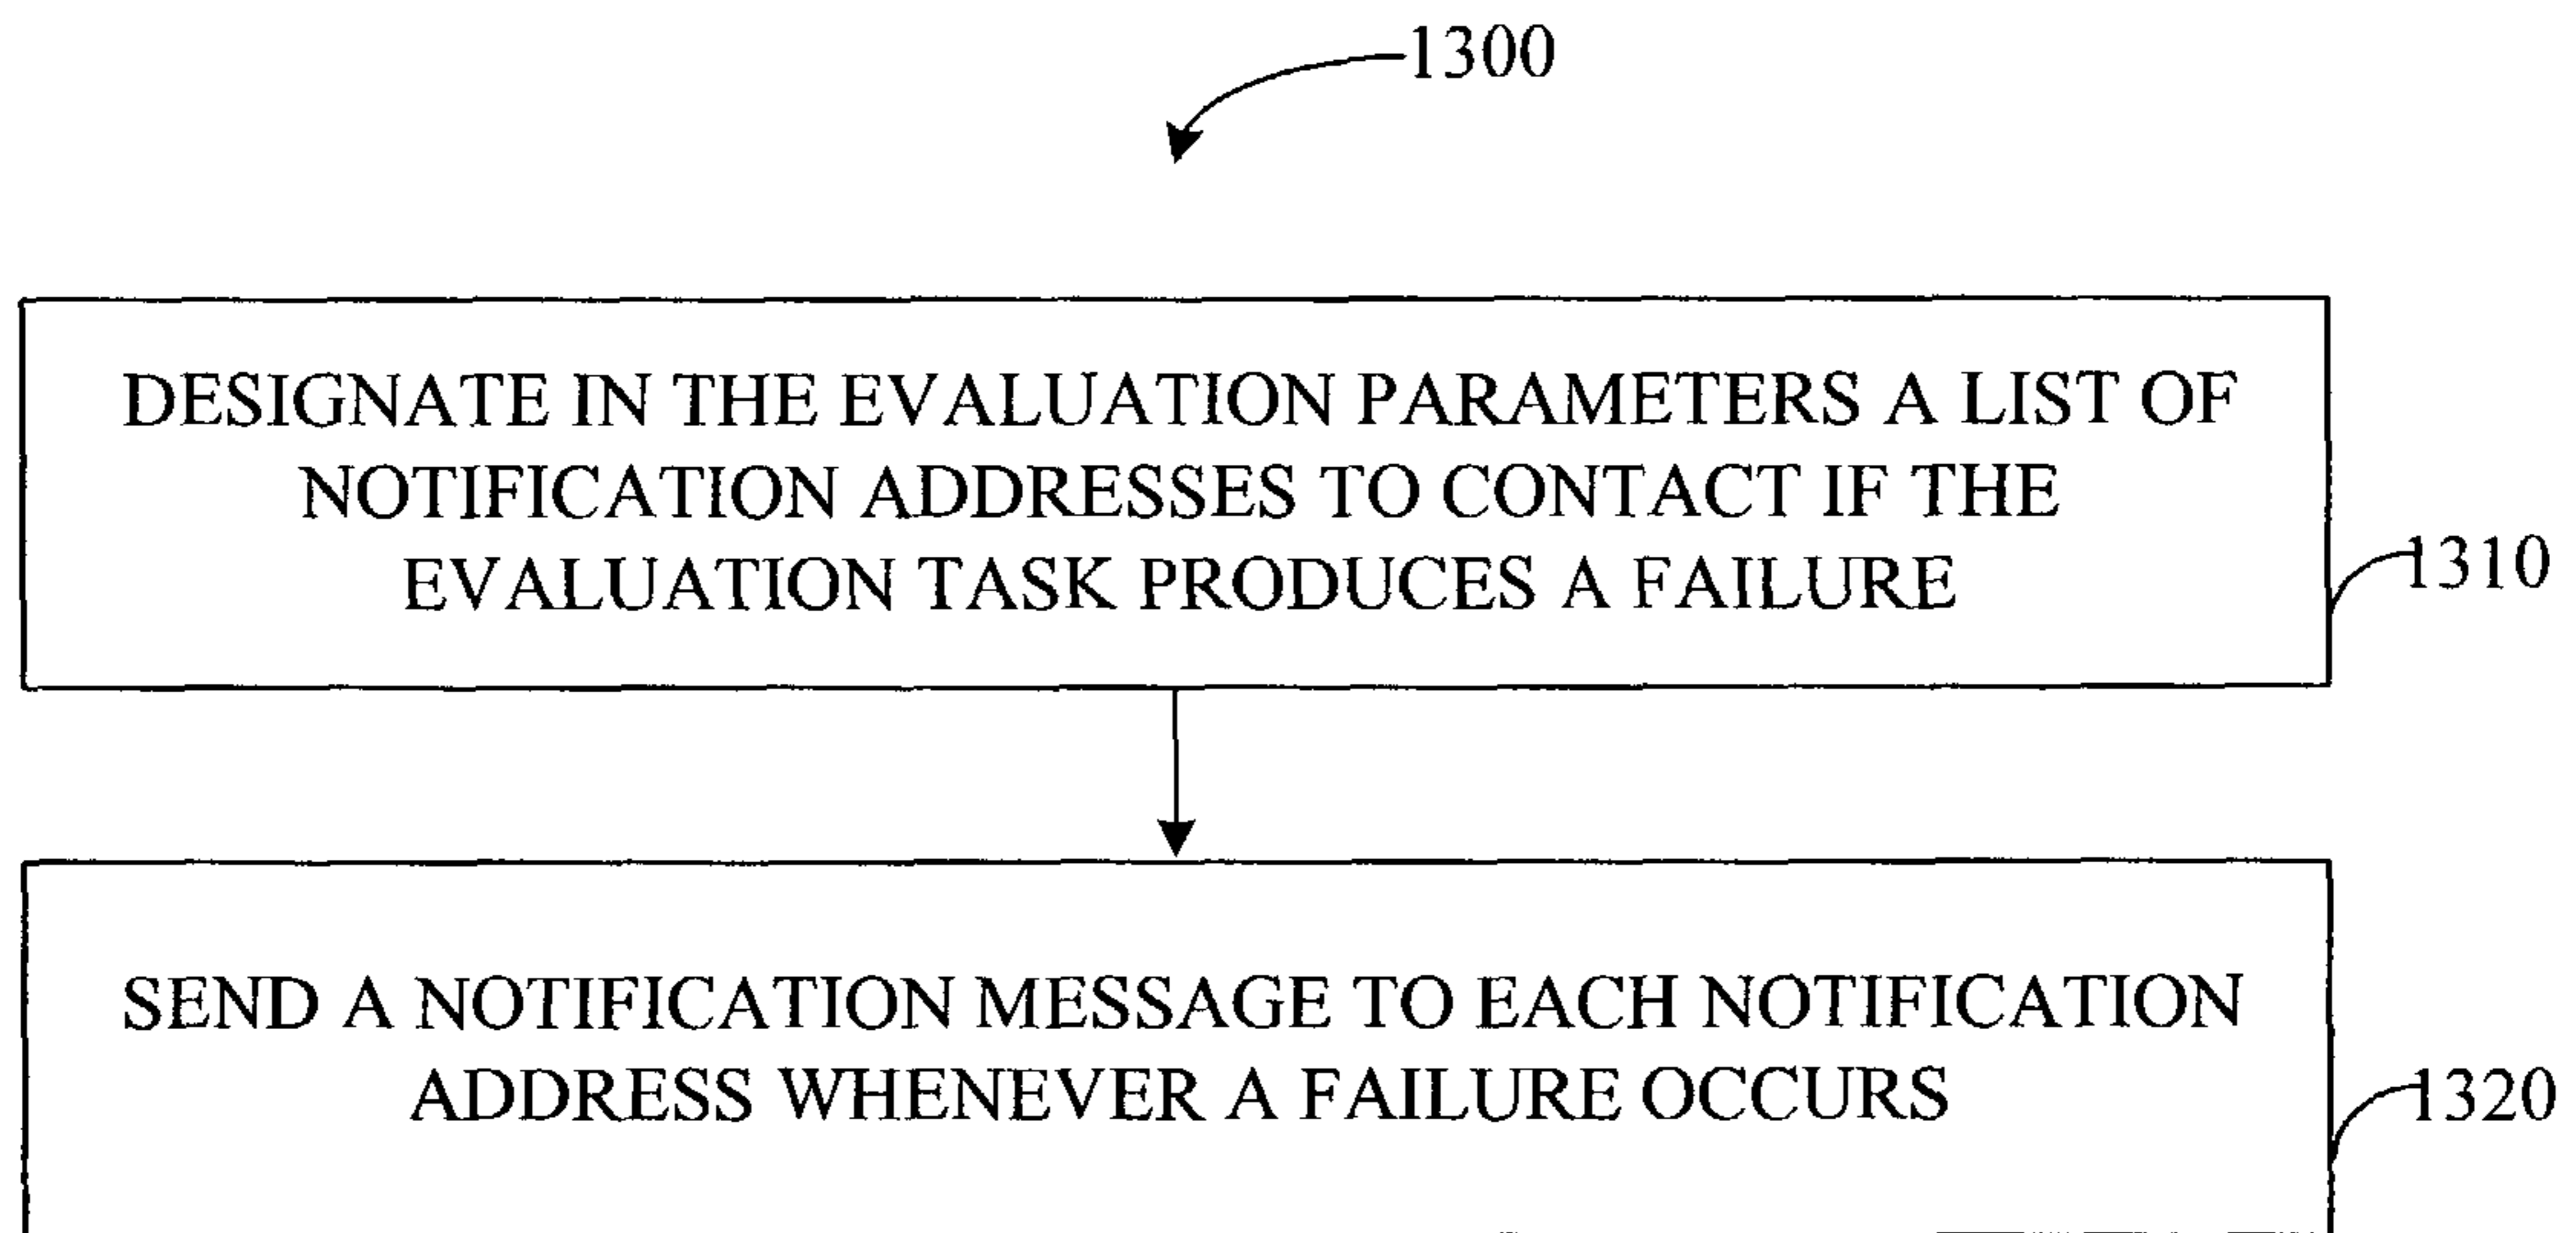 1300
DESIGNATE IN THE EVALUATION PARAMETERS A LIST OF
NOTIFICATION ADDRESSES TO CONTACT IF THE
EVALUATION TASK PRODUCES A FAILURE
1310
SEND A NOTIFICATION MESSAGE TO EACH NOTIFICATION
ADDRESS WHENEVER A FAILURE OCCURS
1320